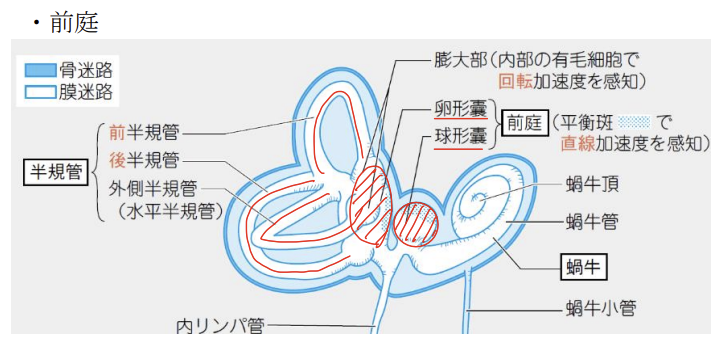 ・前庭
骨迷路
膜迷路
膨大部(内部の有毛細胞で
回転加速度を感知)
卵形嚢
球形嚢
前庭
(平衡斑 で
直線加速度を感知)
半規管
前半規管
後半規管
外側半規管
(水平半規管)
蝸牛頂
蝸牛管
蝸牛
蝸牛小管
内リンパ管